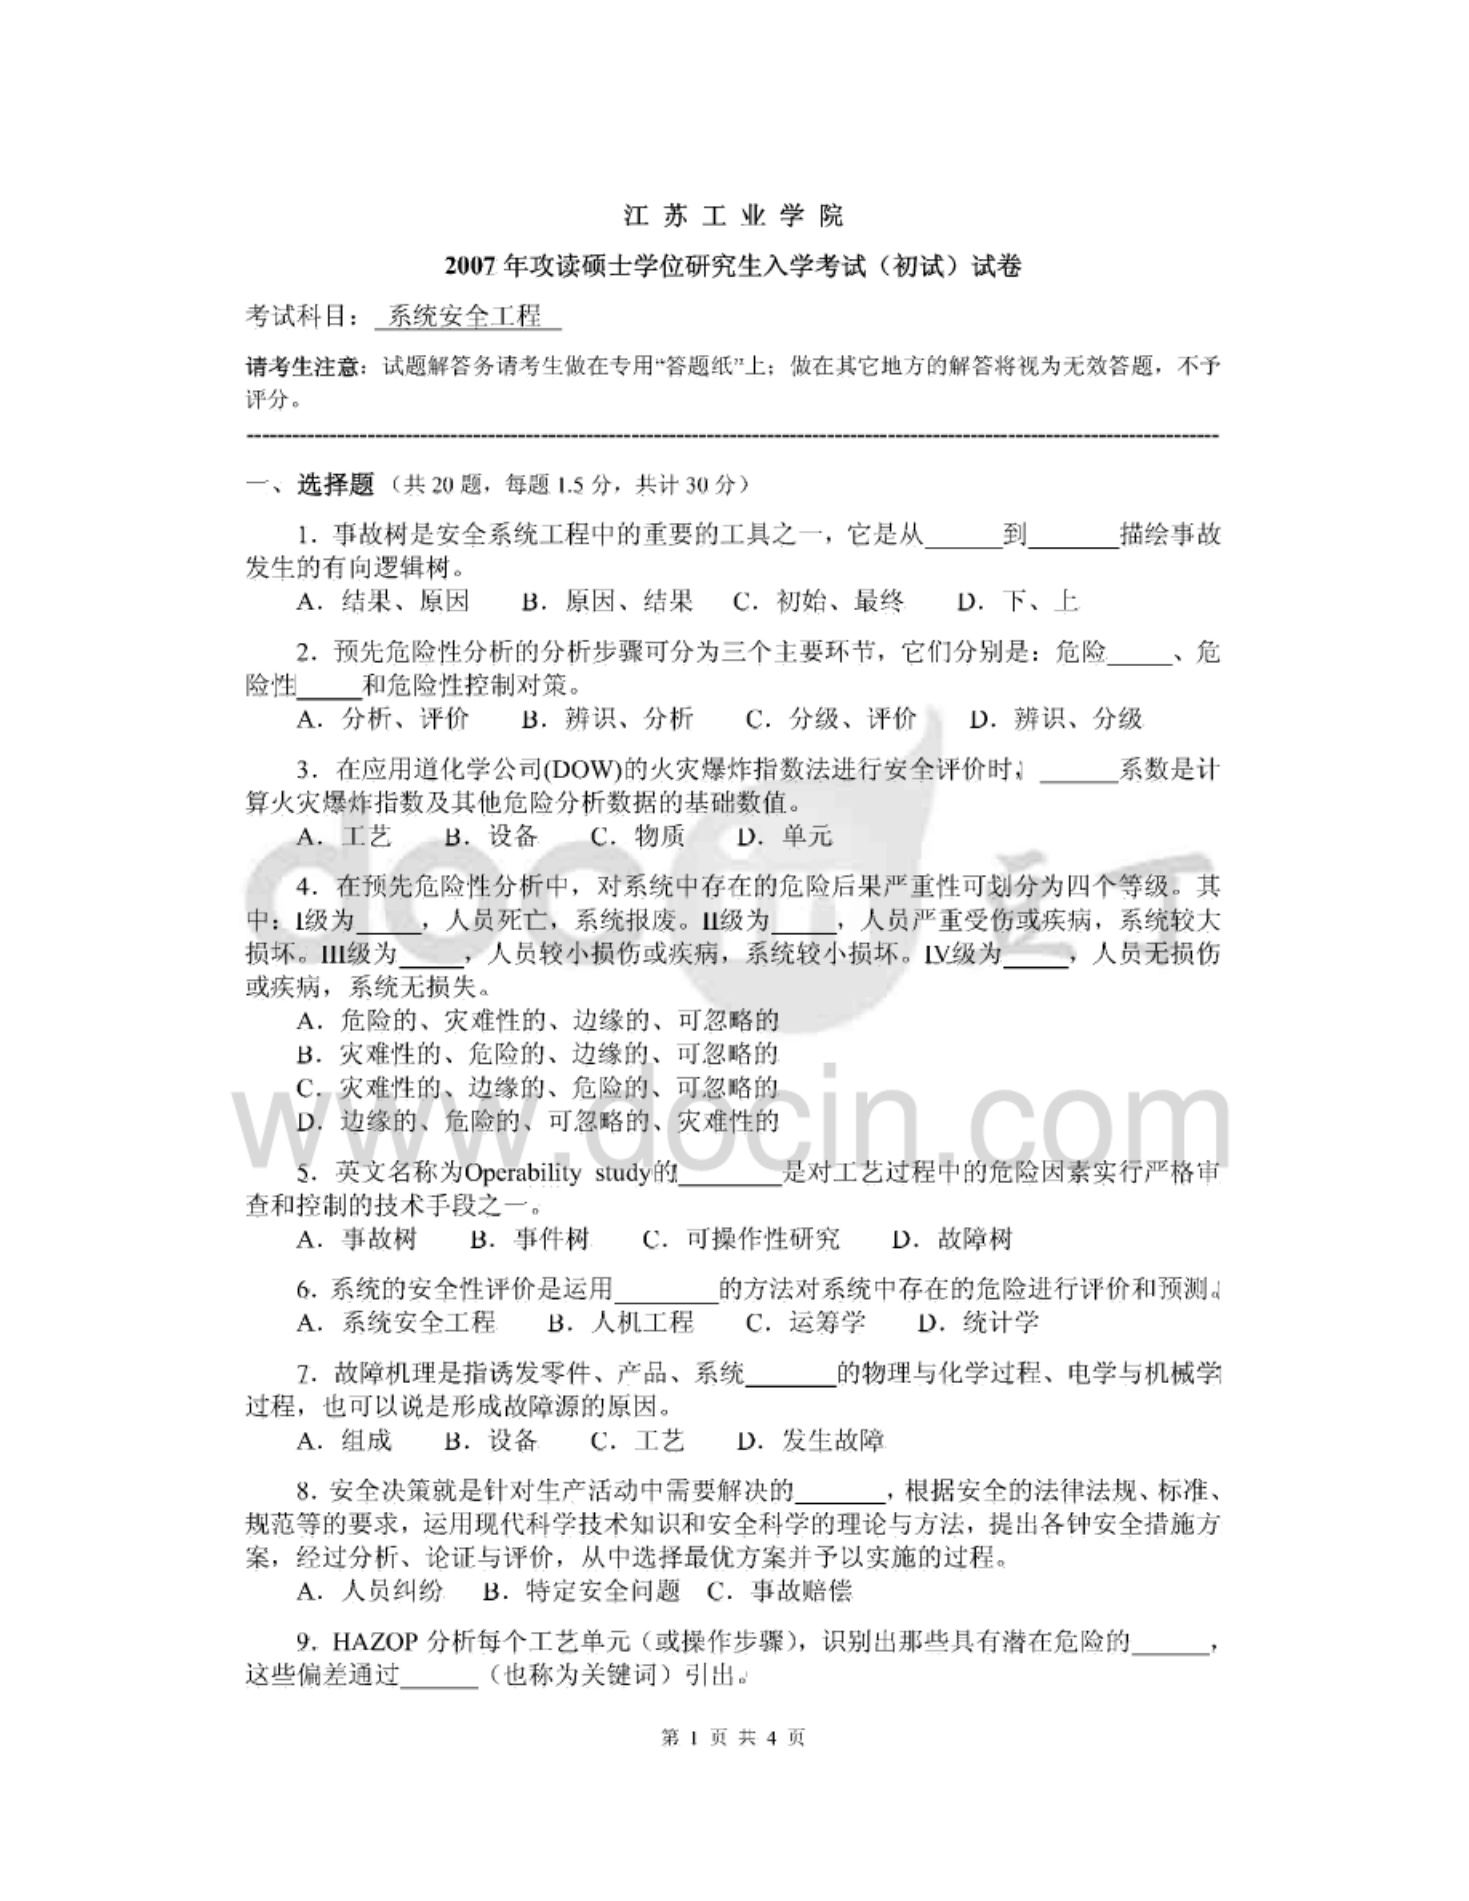 江 苏 工 业 学 院
2007 年攻读硕士学位研究生入学考试（初试）试卷
考试科目： 系统安全工程
请考生注意：试题解答务请考生做在专用“答题纸”上；做在其它地方的解答将视为无效答题，不予
评分。
一、选择题（共 20 题，每题 1.5 分，共计 30 分）
1．事故树是安全系统工程中的重要的工具之一，它是从______到_______描绘事故
发生的有向逻辑树。
A．结果、原因 B．原因、结果 C．初始、最终 D．下、上
2．预先危险性分析的分析步骤可分为三个主要环节，它们分别是：危险_____、危
险性_____和危险性控制对策。
A．分析、评价 B．辨识、分析 C．分级、评价 D．辨识、分级
3．在应用道化学公司(DOW)的火灾爆炸指数法进行安全评价时，______系数是计
算火灾爆炸指数及其他危险分析数据的基础数值。
A．工艺 B．设备 C．物质 D．单元
4．在预先危险性分析中，对系统中存在的危险后果严重性可划分为四个等级。其
中：I级为_____，人员死亡，系统报废。II级为_____，人员严重受伤或疾病，系统较大
损坏。III级为_____，人员较小损伤或疾病，系统较小损坏。IV级为_____，人员无损伤
或疾病，系统无损失。
A．危险的、灾难性的、边缘的、可忽略的
B．灾难性的、危险的、边缘的、可忽略的
C．灾难性的、边缘的、危险的、可忽略的
D．边缘的、危险的、可忽略的、灾难性的
5．英文名称为Operability study的________是对工艺过程中的危险因素实行严格审
查和控制的技术手段之一。
A．事故树 B．事件树 C．可操作性研究 D．故障树
6．系统的安全性评价是运用________的方法对系统中存在的危险进行评价和预测。
A．系统安全工程 B．人机工程 C．运筹学 D．统计学
7．故障机理是指诱发零件、产品、系统_______的物理与化学过程、电学与机械学
过程，也可以说是形成故障源的原因。
A．组成 B．设备 C．工艺 D．发生故障
8．安全决策就是针对生产活动中需要解决的_______，根据安全的法律法规、标准、
规范等的要求，运用现代科学技术知识和安全科学的理论与方法，提出各钟安全措施方
案，经过分析、论证与评价，从中选择最优方案并予以实施的过程。
A．人员纠纷 B．特定安全问题 C．事故赔偿
9．HAZOP 分析每个工艺单元（或操作步骤），识别出那些具有潜在危险的______，
这些偏差通过______（也称为关键词）引出。
第 1 页 共 4 页
docin 豆丁
www.docin.com